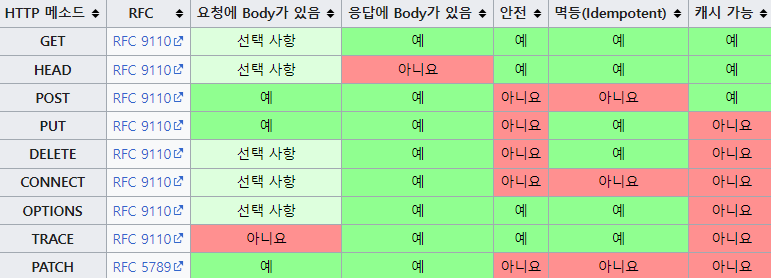 HTTP 메소드 RFC 요청에 Body가 있음 응답에 Body가 있음 안전 멱등(Idempotent) 캐시 가능
GET RFC 9110 선택 사항 예 예 예 예
HEAD RFC 9110 선택 사항 아니요 예 예 예
POST RFC 9110 예 예 아니요 아니요 예
PUT RFC 9110 예 예 아니요 예 아니요
DELETE RFC 9110 선택 사항 예 아니요 예 아니요
CONNECT RFC 9110 선택 사항 예 아니요 아니요 아니요
OPTIONS RFC 9110 선택 사항 예 예 예 아니요
TRACE RFC 9110 아니요 예 예 예 아니요
PATCH RFC 5789 예 예 아니요 아니요 아니요